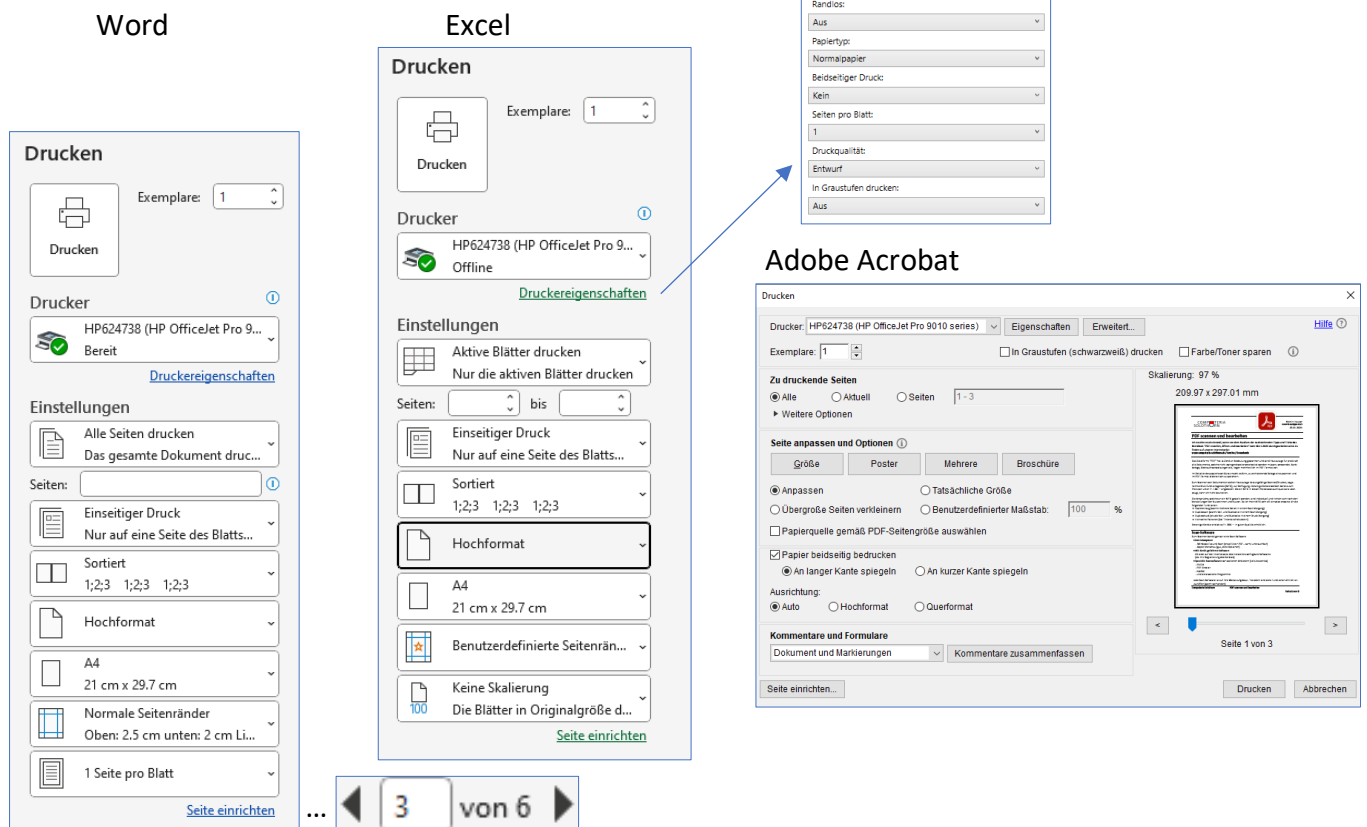 Word
Drucken
Exemplare: 1
Drucken
Drucker
HP624738 (HP OfficeJet Pro 9...
Bereit
Druckereigenschaften
Einstellungen
Alle Seiten drucken
Das gesamte Dokument druc...
Seiten:
Einseitiger Druck
Nur auf eine Seite des Blatts...
Sortiert
1;2;3 1;2;3 1;2;3
Hochformat
A4
21 cm x 29.7 cm
Normale Seitenränder
Oben: 2.5 cm unten: 2 cm Li...
1 Seite pro Blatt
Seite einrichten
...
3 von 6
Excel
Drucken
Exemplare: 1
Drucken
Drucker
HP624738 (HP OfficeJet Pro 9...
Offline
Druckereigenschaften
Einstellungen
Aktive Blätter drucken
Nur die aktiven Blätter drucken
Seiten: bis
Einseitiger Druck
Nur auf eine Seite des Blatts...
Sortiert
1;2;3 1;2;3 1;2;3
Hochformat
A4
21 cm x 29.7 cm
Benutzerdefinierte Seitenrän...
Keine Skalierung
100
Die Blätter in Originalgröße d...
Seite einrichten
Randlos:
Aus
Papiertyp:
Normalpapier
Beidseitiger Druck:
Kein
Seiten pro Blatt:
1
Druckqualität:
Entwurf
In Graustufen drucken:
Aus
Adobe Acrobat
Drucken
Drucker: HP624738 (HP OfficeJet Pro 9010 series) Eigenschaften Erweitert... Hilfe
Exemplare: 1 In Graustufen (schwarzweiß) drucken Farbe/Toner sparen
Zu druckende Seiten
Alle Aktuell Seiten 1 - 3
Weitere Optionen
Seite anpassen und Optionen
Größe Poster Mehrere Broschüre
Anpassen Tatsächliche Größe
Übergroße Seiten verkleinern Benutzerdefinierter Maßstab: 100 %
Papierquelle gemäß PDF-Seitengröße auswählen
Papier beidseitig bedrucken
An langer Kante spiegeln An kurzer Kante spiegeln
Ausrichtung:
Auto Hochformat Querformat
Kommentare und Formulare
Dokument und Markierungen Kommentare zusammenfassen
Skalierung: 97 %
209.97 x 297.01 mm
PDF scannen und bearbeiten
< >
Seite 1 von 3
Seite einrichten... Drucken Abbrechen